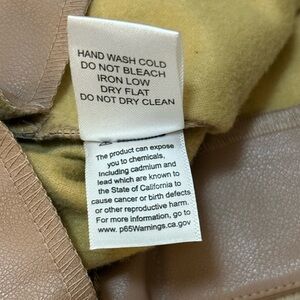 HAND WASH COLD
DO NOT BLEACH
IRON LOW
DRY FLAT
DO NOT DRY CLEAN
The product can expose
you to chemicals,
Including cadmium and
lead which are known to
the State of California to
cause cancer or birth defects
or other reproductive harm.
For more information, go to
www.p65Warnings.ca.gov